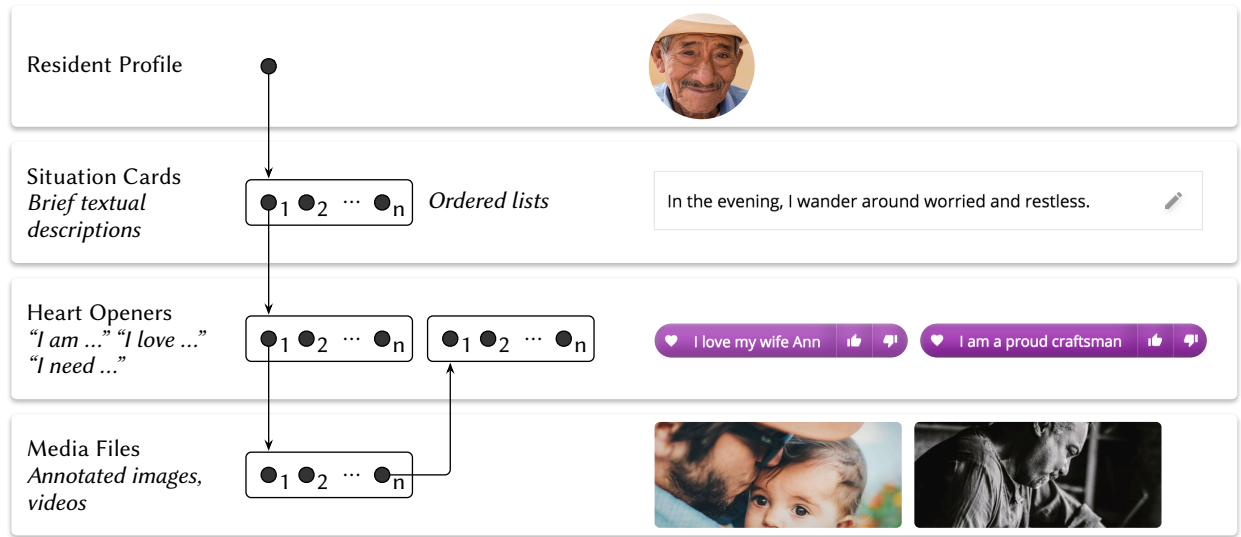 Resident Profile
Situation Cards
Brief textual
descriptions
1 2 ... n
Ordered lists
In the evening, I wander around worried and restless.
Heart Openers
“I am ...” “I love ...”
“I need ...”
1 2 ... n
1 2 ... n
I love my wife Ann
I am a proud craftsman
Media Files
Annotated images,
videos
1 2 ... n